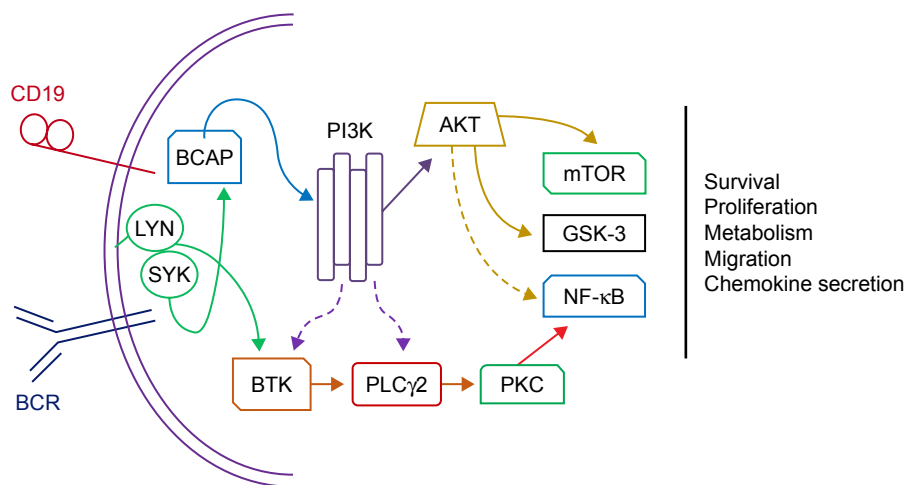 CD19
BCAP
PI3K
AKT
mTOR
GSK-3
NF-κB
LYN
SYK
BCR
BTK
PLCγ2
PKC
Survival
Proliferation
Metabolism
Migration
Chemokine secretion